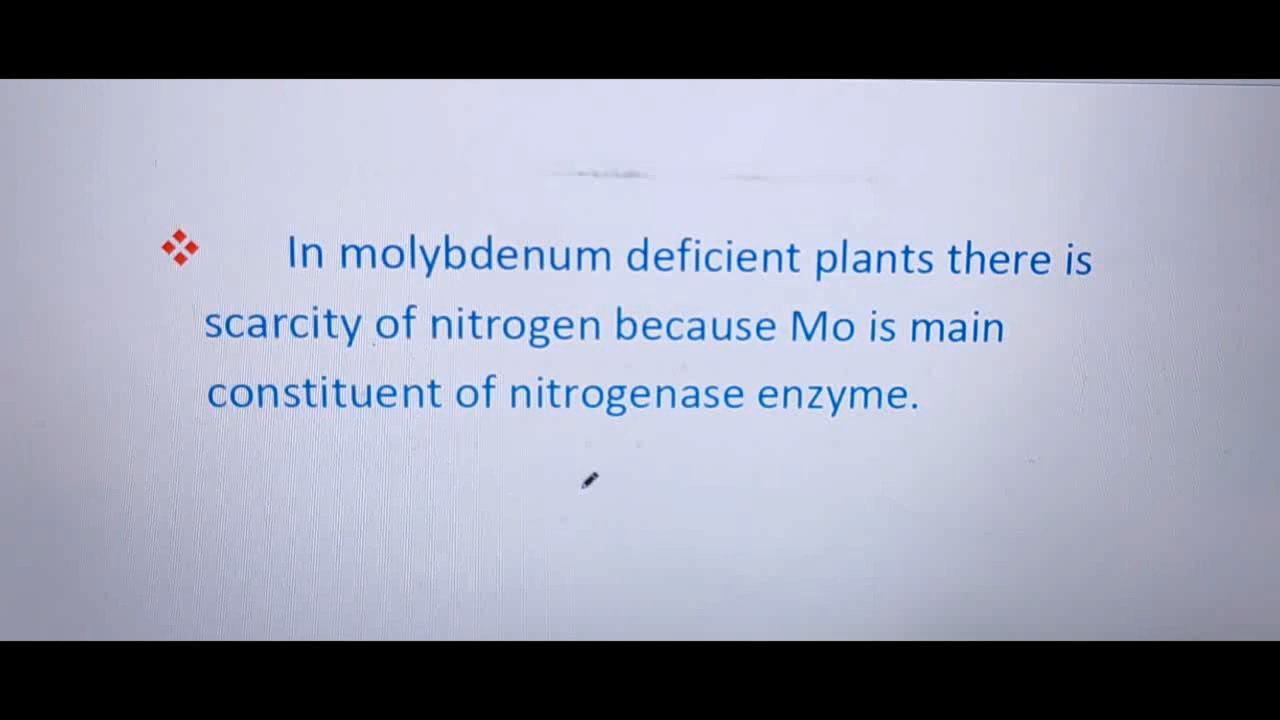 In molybdenum deficient plants there is
scarcity of nitrogen because Mo is main
constituent of nitrogenase enzyme.